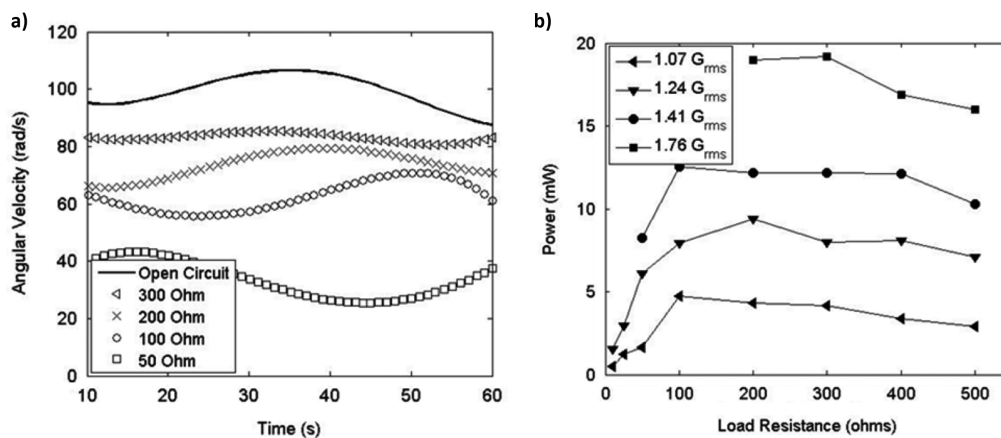 a)
Angular Velocity (rad/s)
120
100
80
60
40
20
0
Open Circuit
300 Ohm
200 Ohm
100 Ohm
50 Ohm
10
20
30
40
50
60
Time (s)
b)
Power (mW)
20
15
10
5
0
1.07 Grms
1.24 Grms
1.41 Grms
1.76 Grms
0
100
200
300
400
500
Load Resistance (ohms)